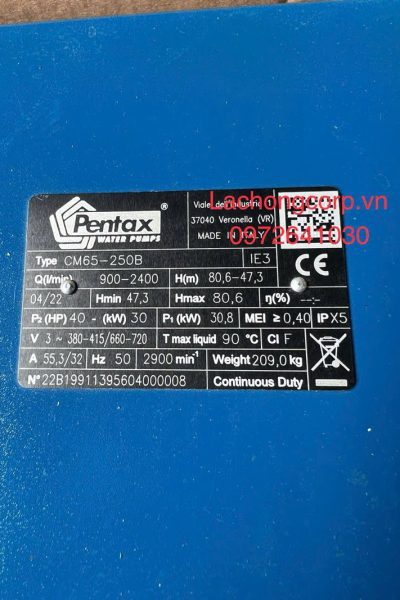 Pentax ®
WATER PUMPS
Viale dell'Industria
37040 Veronella (VR)
MADE IN ITALY
Lachongcorp.vn
0972641030
Type CM65-250B IE3
Q(l/min) 900-2400 H(m) 80,6-47,3
04/22 Hmin 47,3 Hmax 80,6 η(%) --.-
P₂(HP) 40 - (kW) 30 P₁(kW) 30,8 MEI ≥ 0,40 IPX5
V 3 ~ 380-415/660-720 T max liquid 90 °C Cl F
A 55,3/32 Hz 50 2900 min⁻¹ Weight 209,0 kg
N° 22B19911395604000008 Continuous Duty
CE